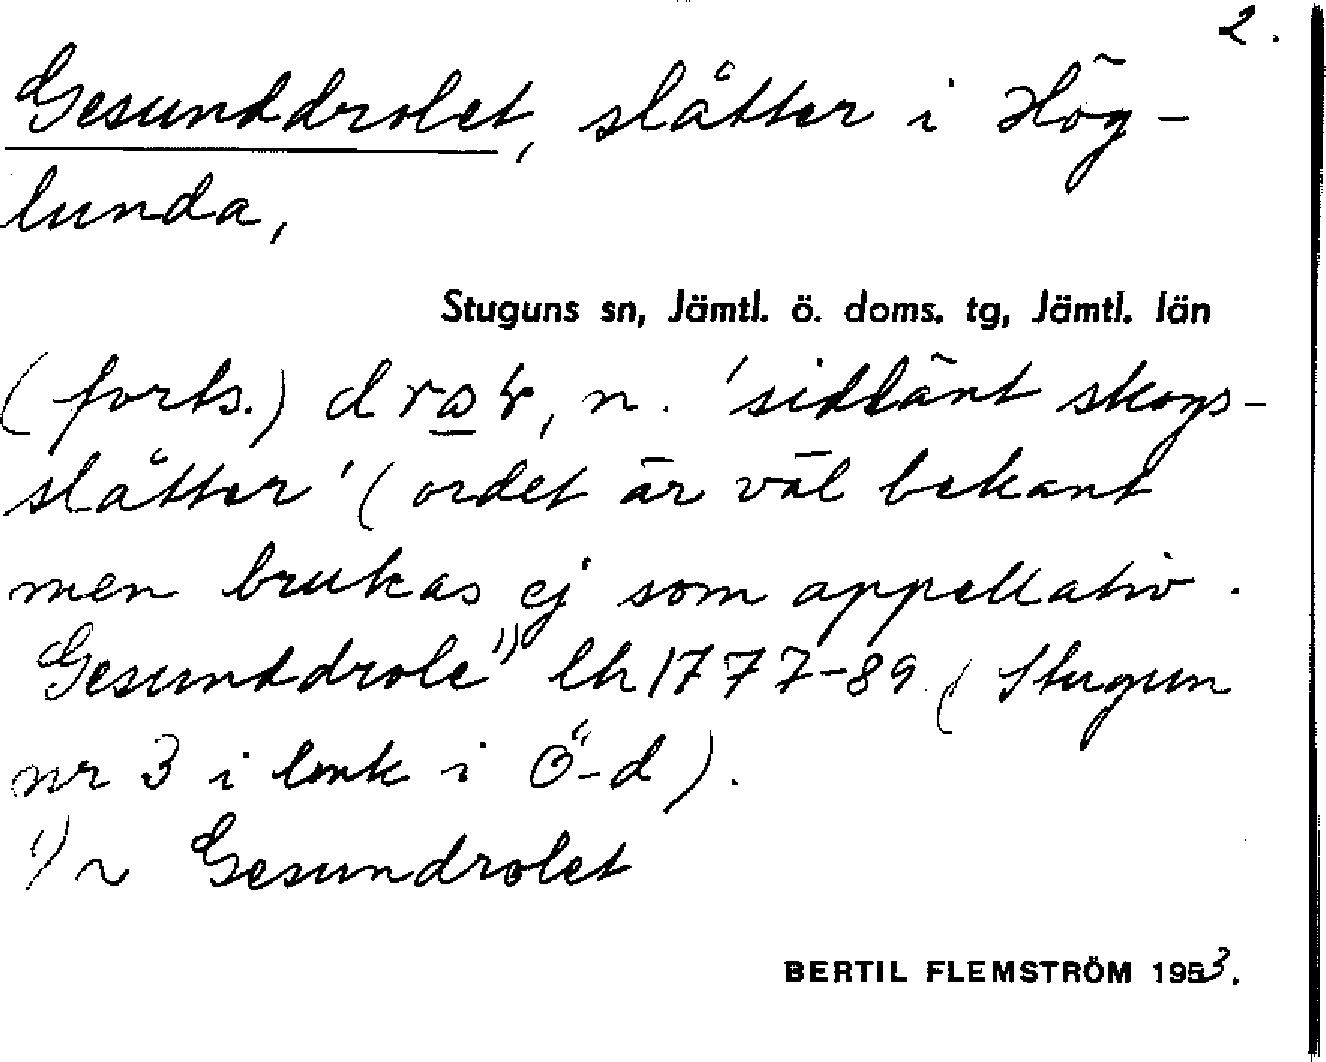 2.
Gesunddrolet, slåtter i Hög-
lunda,
Stuguns sn, Jämtl. ö. doms. tg, Jämtl. län
(forts.) n. 'sidlänt skogs-
slåtter' (ordet är väl bekant
men brukas ej som appellativ.
Gesunddrole¹⁾ lh 1777-89 (Stugun
nr 3 i lmk i Ö-d).
¹⁾ ~ Gesundrolet
BERTIL FLEMSTRÖM 1953.